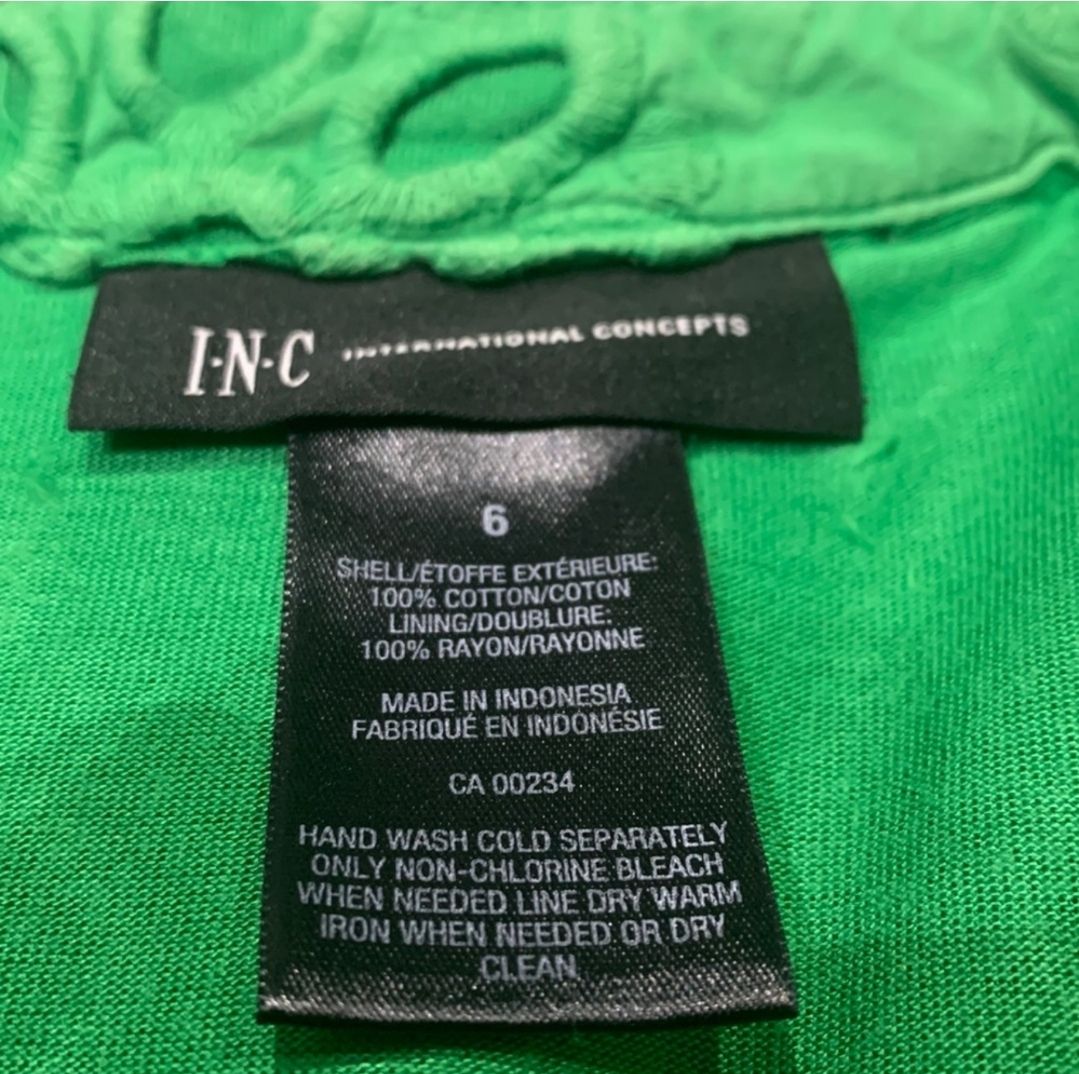 I·N·C INTERNATIONAL CONCEPTS
6
SHELL/ÉTOFFE EXTÉRIEURE:
100% COTTON/COTON
LINING/DOUBLURE:
100% RAYON/RAYONNE
MADE IN INDONESIA
FABRIQUÉ EN INDONÉSIE
CA 00234
HAND WASH COLD SEPARATELY
ONLY NON-CHLORINE BLEACH
WHEN NEEDED LINE DRY WARM
IRON WHEN NEEDED OR DRY
CLEAN